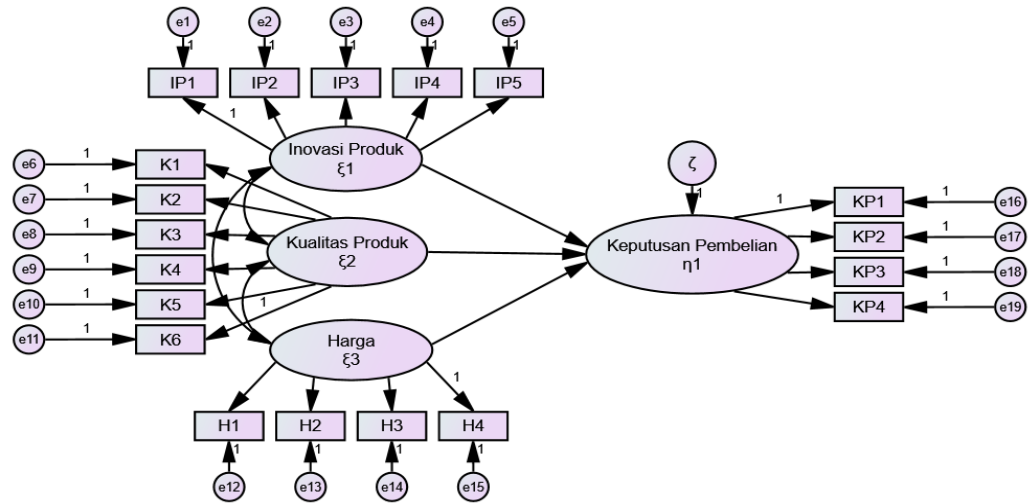 e1
e2
e3
e4
e5
1
1
1
1
1
IP1
IP2
IP3
IP4
IP5
1
Inovasi Produk
ξ1
e6
1
K1
e7
1
K2
e8
1
K3
e9
1
K4
e10
1
K5
e11
1
K6
Kualitas Produk
ξ2
1
Harga
ξ3
1
H1
H2
H3
H4
1
1
1
1
e12
e13
e14
e15
ζ
1
Keputusan Pembelian
η1
1
KP1
1
e16
KP2
1
e17
KP3
1
e18
KP4
1
e19